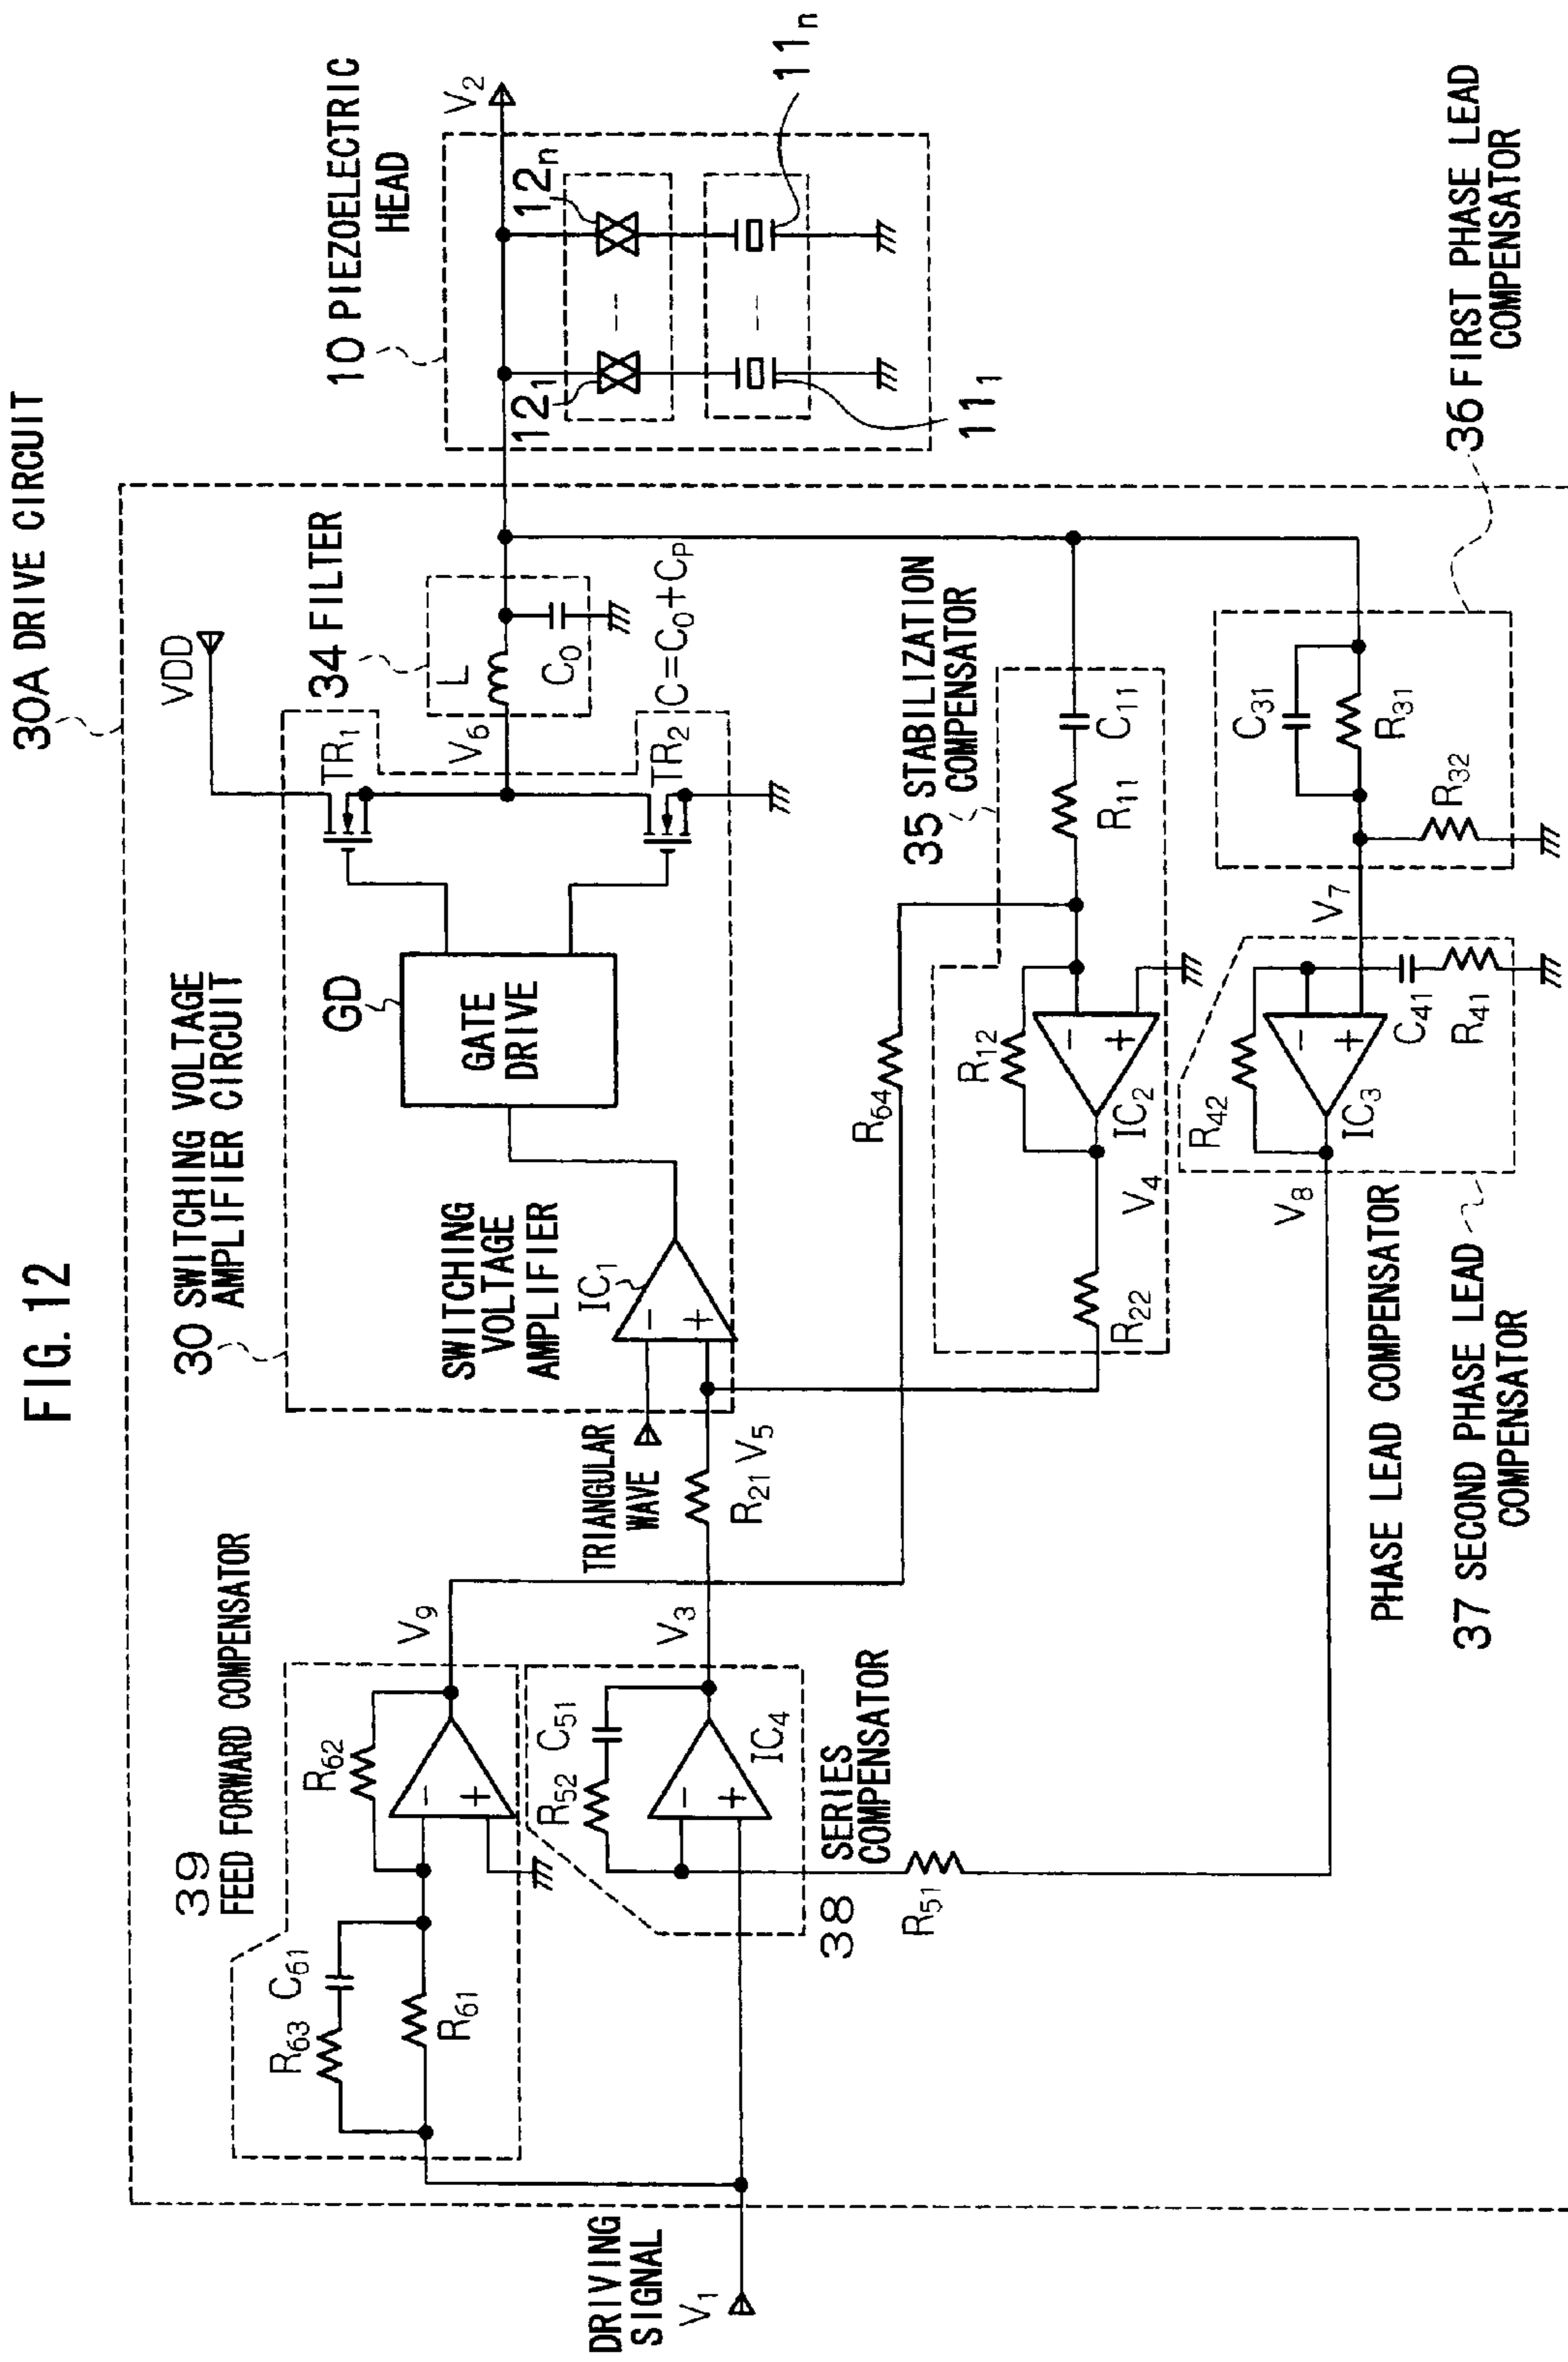 FIG. 12
30A DRIVE CIRCUIT
30 SWITCHING VOLTAGE
AMPLIFIER CIRCUIT
VDD
34 FILTER
10 PIEZOELECTRIC
HEAD
39
FEED FORWARD COMPENSATOR
R63
C61
R61
R62
V9
SWITCHING
VOLTAGE
AMPLIFIER
GD
GATE
DRIVE
TR1
TR2
V6
L
C0
C=C0+CP
V2
121
12n
111
11n
TRIANGULAR
WAVE
IC1
−
+
R21
V5
V3
R52
C51
IC4
−
+
−
+
38
SERIES
COMPENSATOR
R51
DRIVING
SIGNAL
V1
R64
35 STABILIZATION
COMPENSATOR
R22
V4
R12
IC2
−
+
R11
C11
V8
R42
IC3
−
+
C41
R41
V7
C31
R31
R32
36 FIRST PHASE LEAD
COMPENSATOR
PHASE LEAD COMPENSATOR
37 SECOND PHASE LEAD
COMPENSATOR